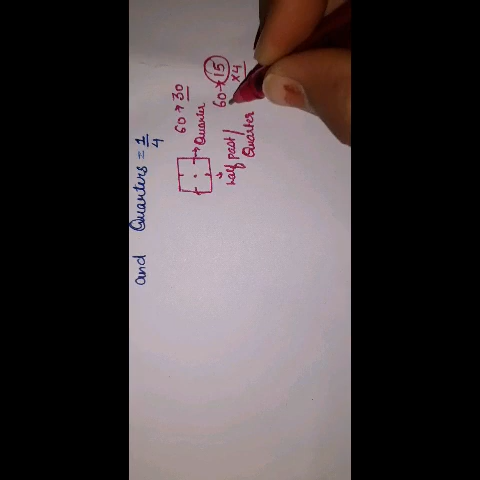 and Quarters = 1/4
60 → 30
→ Quarter
60 → 15
× 4
Half past/
Quarter